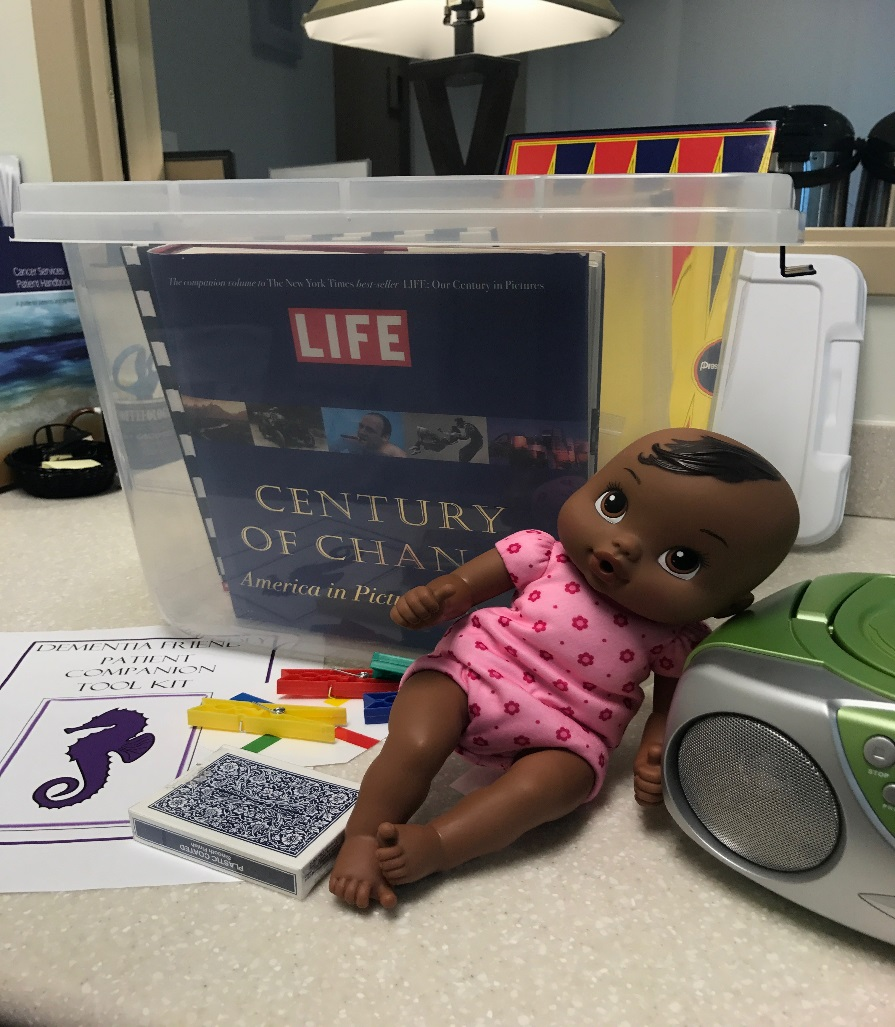 Cancer Services
Patient Handbook
The companion volume to The New York Times best-seller LIFE: Our Century in Pictures
LIFE
CENTURY
OF CHAN
America in Pictu
DEMENTIA FRIEND
PATIENT
COMPANION
TOOL KIT
PLASTIC COATED
STOP